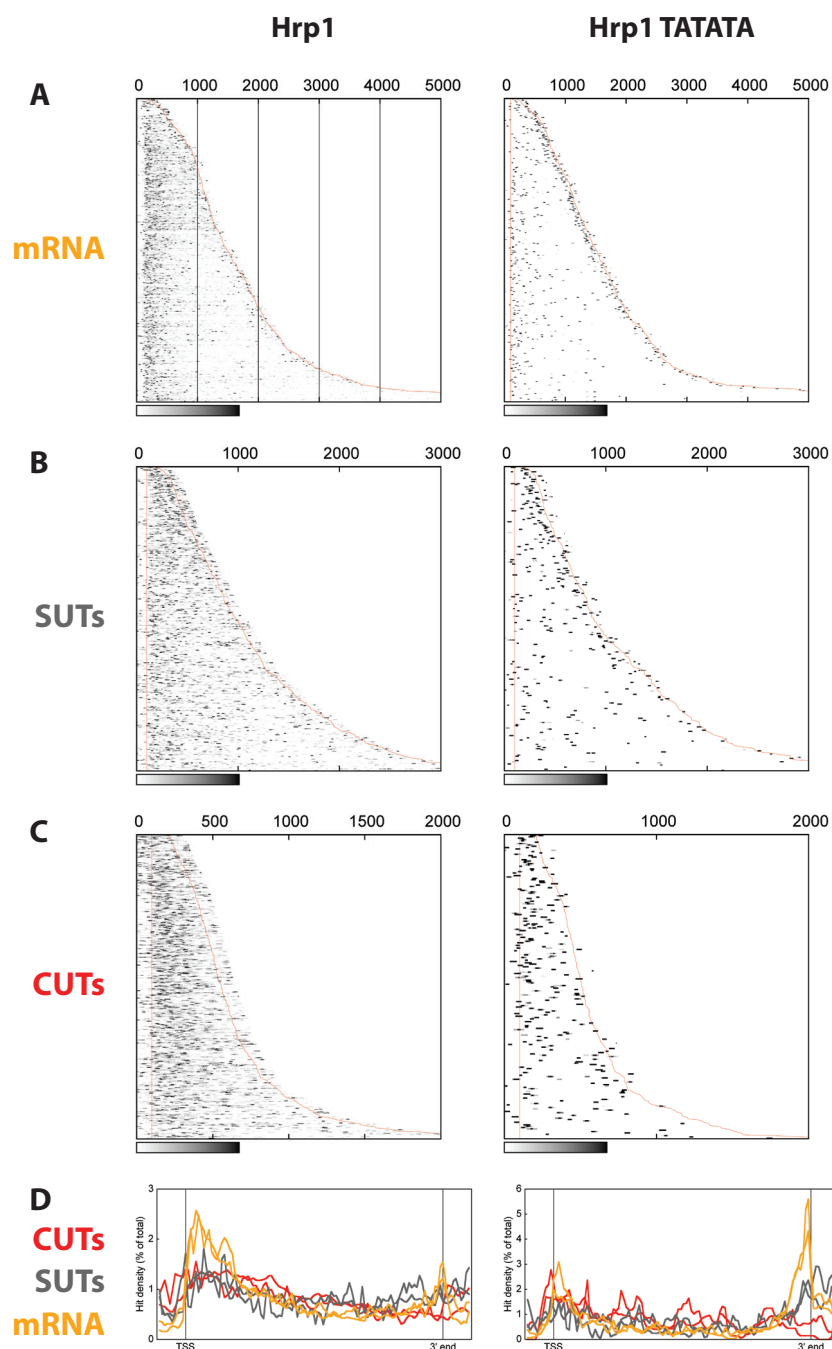 Hrp1 Hrp1 TATATA
A
0 1000 2000 3000 4000 5000 0 1000 2000 3000 4000 5000
mRNA
B
0 1000 2000 3000 0 1000 2000 3000
SUTs
C
0 500 1000 1500 2000 0 1000 2000
CUTs
D
CUTs
SUTs
mRNA
Hit density (% of total)
3
2
1
0
TSS 3' end
Hit density (% of total)
6
5
4
3
2
1
0
TSS 3' end